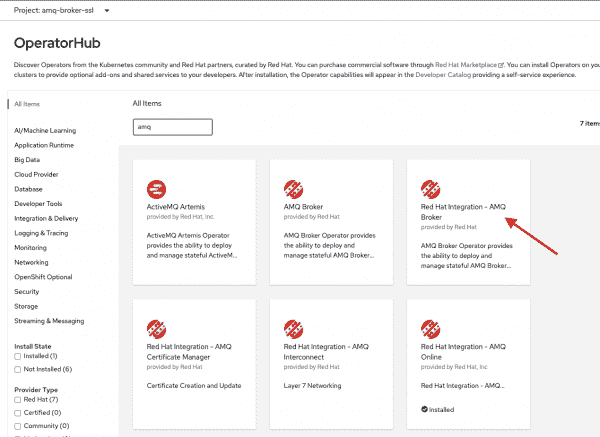 Project: amq-broker-ssl
OperatorHub
Discover Operators from the Kubernetes community and Red Hat partners, curated by Red Hat. You can purchase commercial software through Red Hat Marketplace. You can install Operators on you
clusters to provide optional add-ons and shared services to your developers. After installation, the Operator capabilities will appear in the Developer Catalog providing a self-service experience.
All Items
AI/Machine Learning
Application Runtime
Big Data
Cloud Provider
Database
Developer Tools
Integration & Delivery
Logging & Tracing
Monitoring
Networking
OpenShift Optional
Security
Storage
Streaming & Messaging
Install State
Installed (1)
Not Installed (6)
Provider Type
Red Hat (7)
Certified (0)
Community (0)
All Items
amq
7 items
ActiveMQ Artemis
provided by Red Hat, Inc.
ActiveMQ Artemis Operator
provides the ability to deploy
and manage stateful ActiveM...
AMQ Broker
provided by Red Hat
AMQ Broker Operator provides
the ability to deploy and
manage stateful AMQ Broker...
Red Hat Integration - AMQ
Broker
provided by Red Hat
AMQ Broker Operator provides
the ability to deploy and
manage stateful AMQ Broker...
Red Hat Integration - AMQ
Certificate Manager
provided by Red Hat
Certificate Creation and Update
Red Hat Integration - AMQ
Interconnect
provided by Red Hat
Layer 7 Networking
Red Hat Integration - AMQ
Online
provided by Red Hat, Inc
Red Hat Integration - AMQ...
Installed